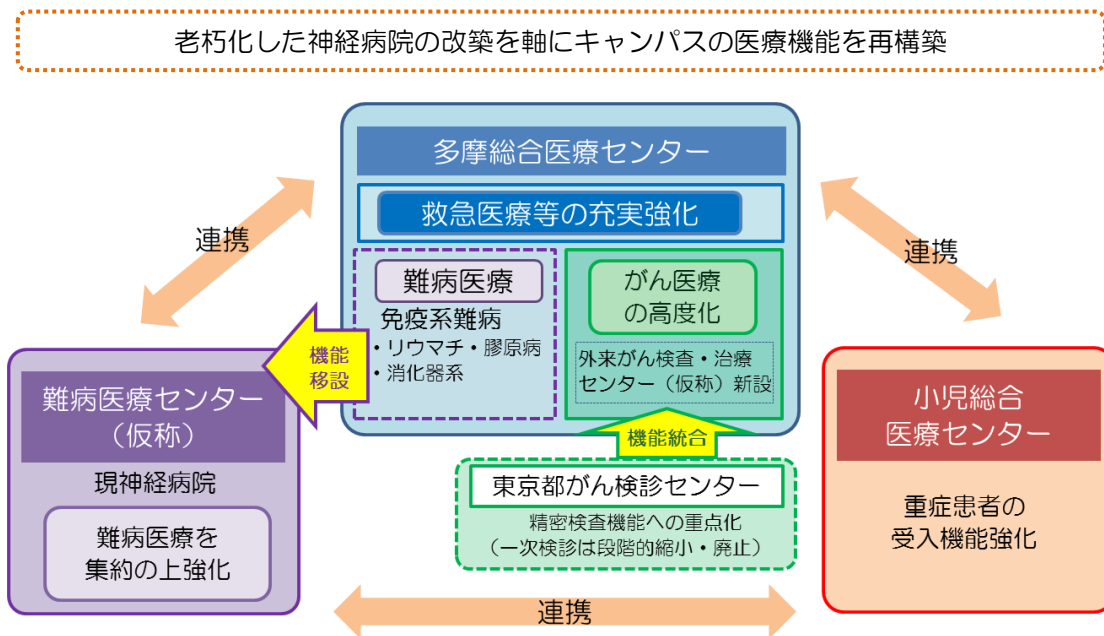 老朽化した神経病院の改築を軸にキャンパスの医療機能を再構築
多摩総合医療センター
救急医療等の充実強化
連携
連携
難病医療
免疫系難病
・リウマチ・膠原病
・消化器系
がん医療
の高度化
外来がん検査・治療
センター（仮称）新設
機能
移設
難病医療センター
（仮称）
現神経病院
難病医療を
集約の上強化
機能統合
東京都がん検診センター
精密検査機能への重点化
（一次検診は段階的縮小・廃止）
小児総合
医療センター
重症患者の
受入機能強化
連携